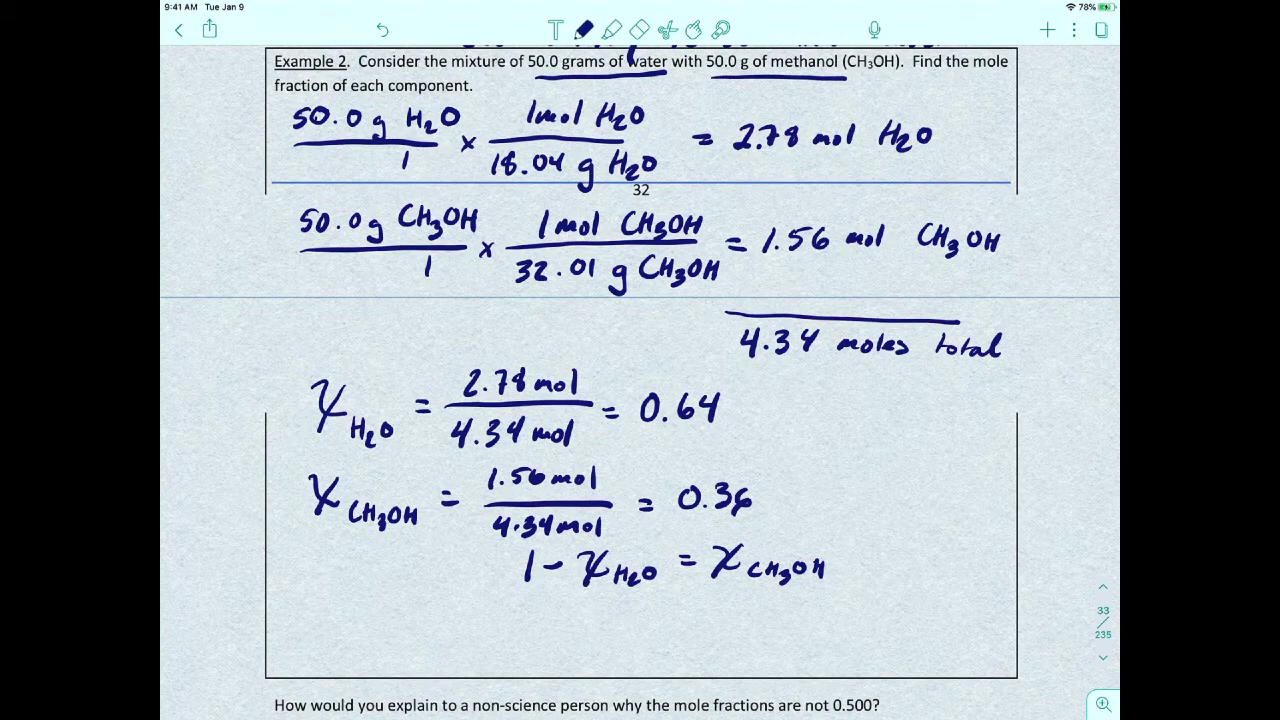 9:41 AM Tue Jan 9
78%
Example 2. Consider the mixture of 50.0 grams of water with 50.0 g of methanol (CH₃OH). Find the mole
fraction of each component.
50.0 g H₂O / 1 × 1 mol H₂O / 18.04 g H₂O = 2.78 mol H₂O
32
50.0 g CH₃OH / 1 × 1 mol CH₃OH / 32.01 g CH₃OH = 1.56 mol CH₃OH
4.34 moles total
χ H₂O = 2.78 mol / 4.34 mol = 0.64
χ CH₃OH = 1.56 mol / 4.34 mol = 0.36
1 - χ H₂O = χ CH₃OH
33
/
235
How would you explain to a non-science person why the mole fractions are not 0.500?